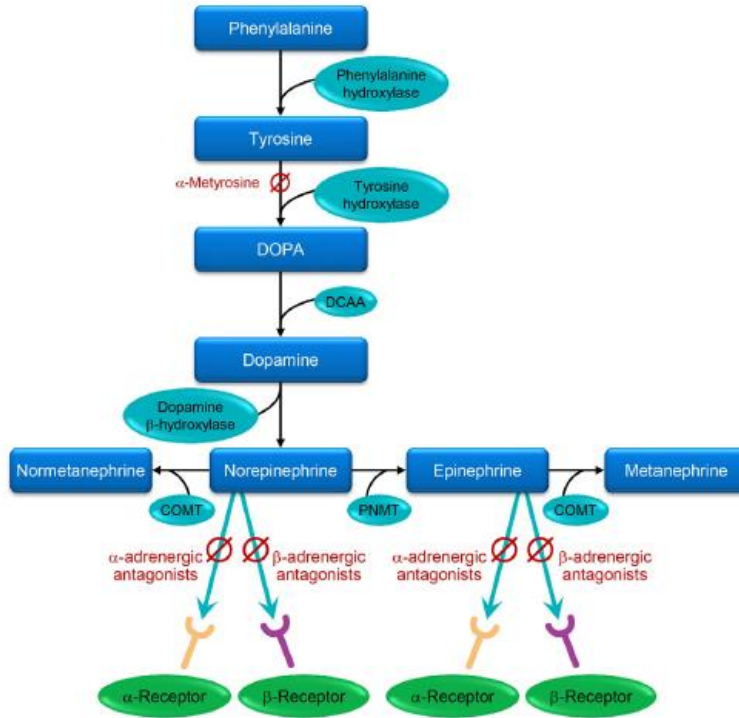 Phenylalanine
Phenylalanine
hydroxylase
Tyrosine
α-Metyrosine
Tyrosine
hydroxylase
DOPA
DCAA
Dopamine
Dopamine
β-hydroxylase
Normetanephrine
Norepinephrine
Epinephrine
Metanephrine
COMT
PNMT
COMT
α-adrenergic
antagonists
β-adrenergic
antagonists
α-adrenergic
antagonists
β-adrenergic
antagonists
α-Receptor
β-Receptor
α-Receptor
β-Receptor